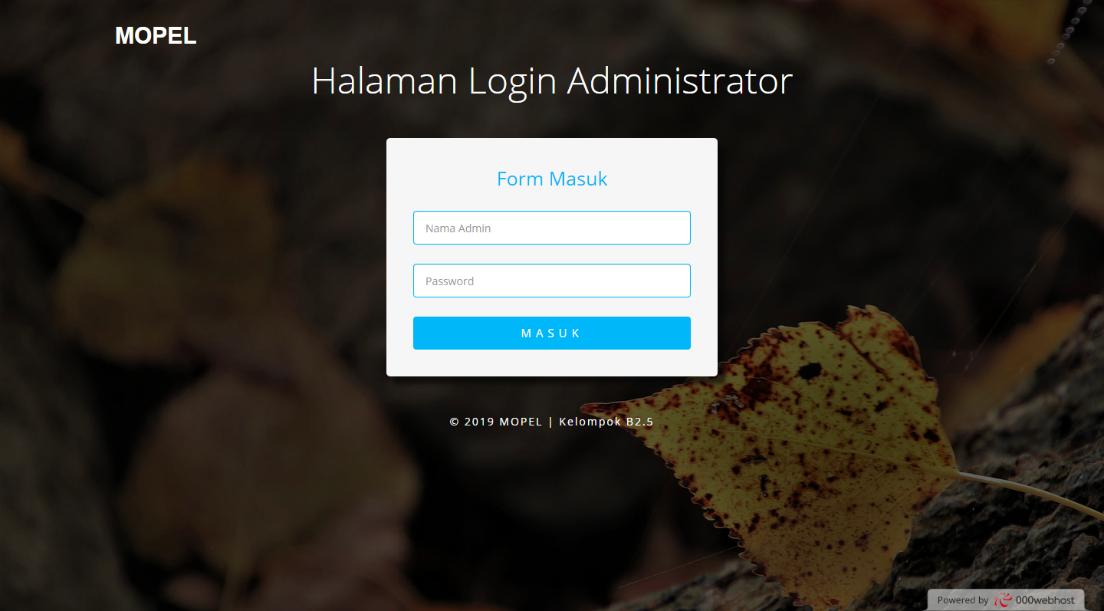 MOPEL
Halaman Login Administrator
Form Masuk
Nama Admin
Password
MASUK
© 2019 MOPEL | Kelompok B2.5
Powered by 000webhost